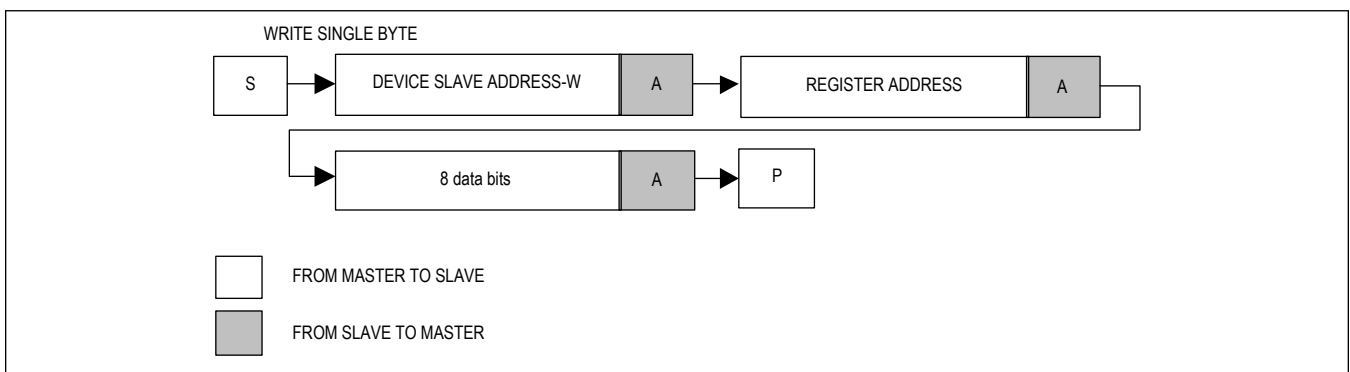 WRITE SINGLE BYTE
S DEVICE SLAVE ADDRESS-W A REGISTER ADDRESS A
8 data bits A P
FROM MASTER TO SLAVE
FROM SLAVE TO MASTER